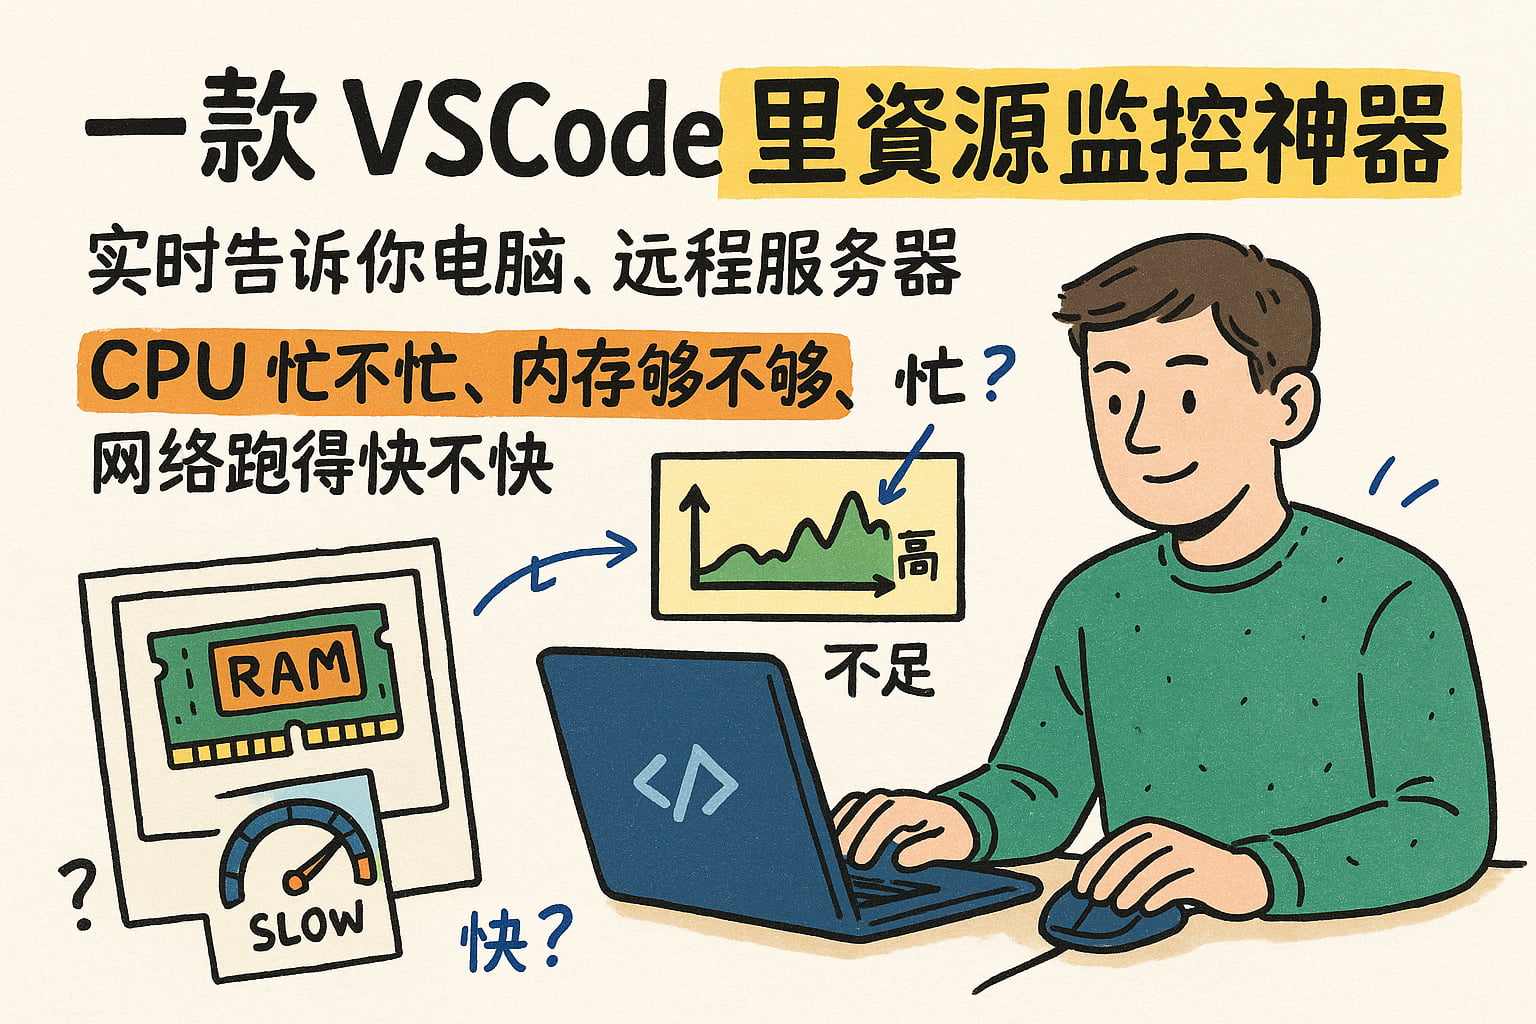 一款 VSCode 里資源监控神器
实时告诉你电脑、远程服务器
CPU 忙不忙、内存够不够、
网络跑得快不快
忙?
高
不足
RAM
SLOW
?
快?